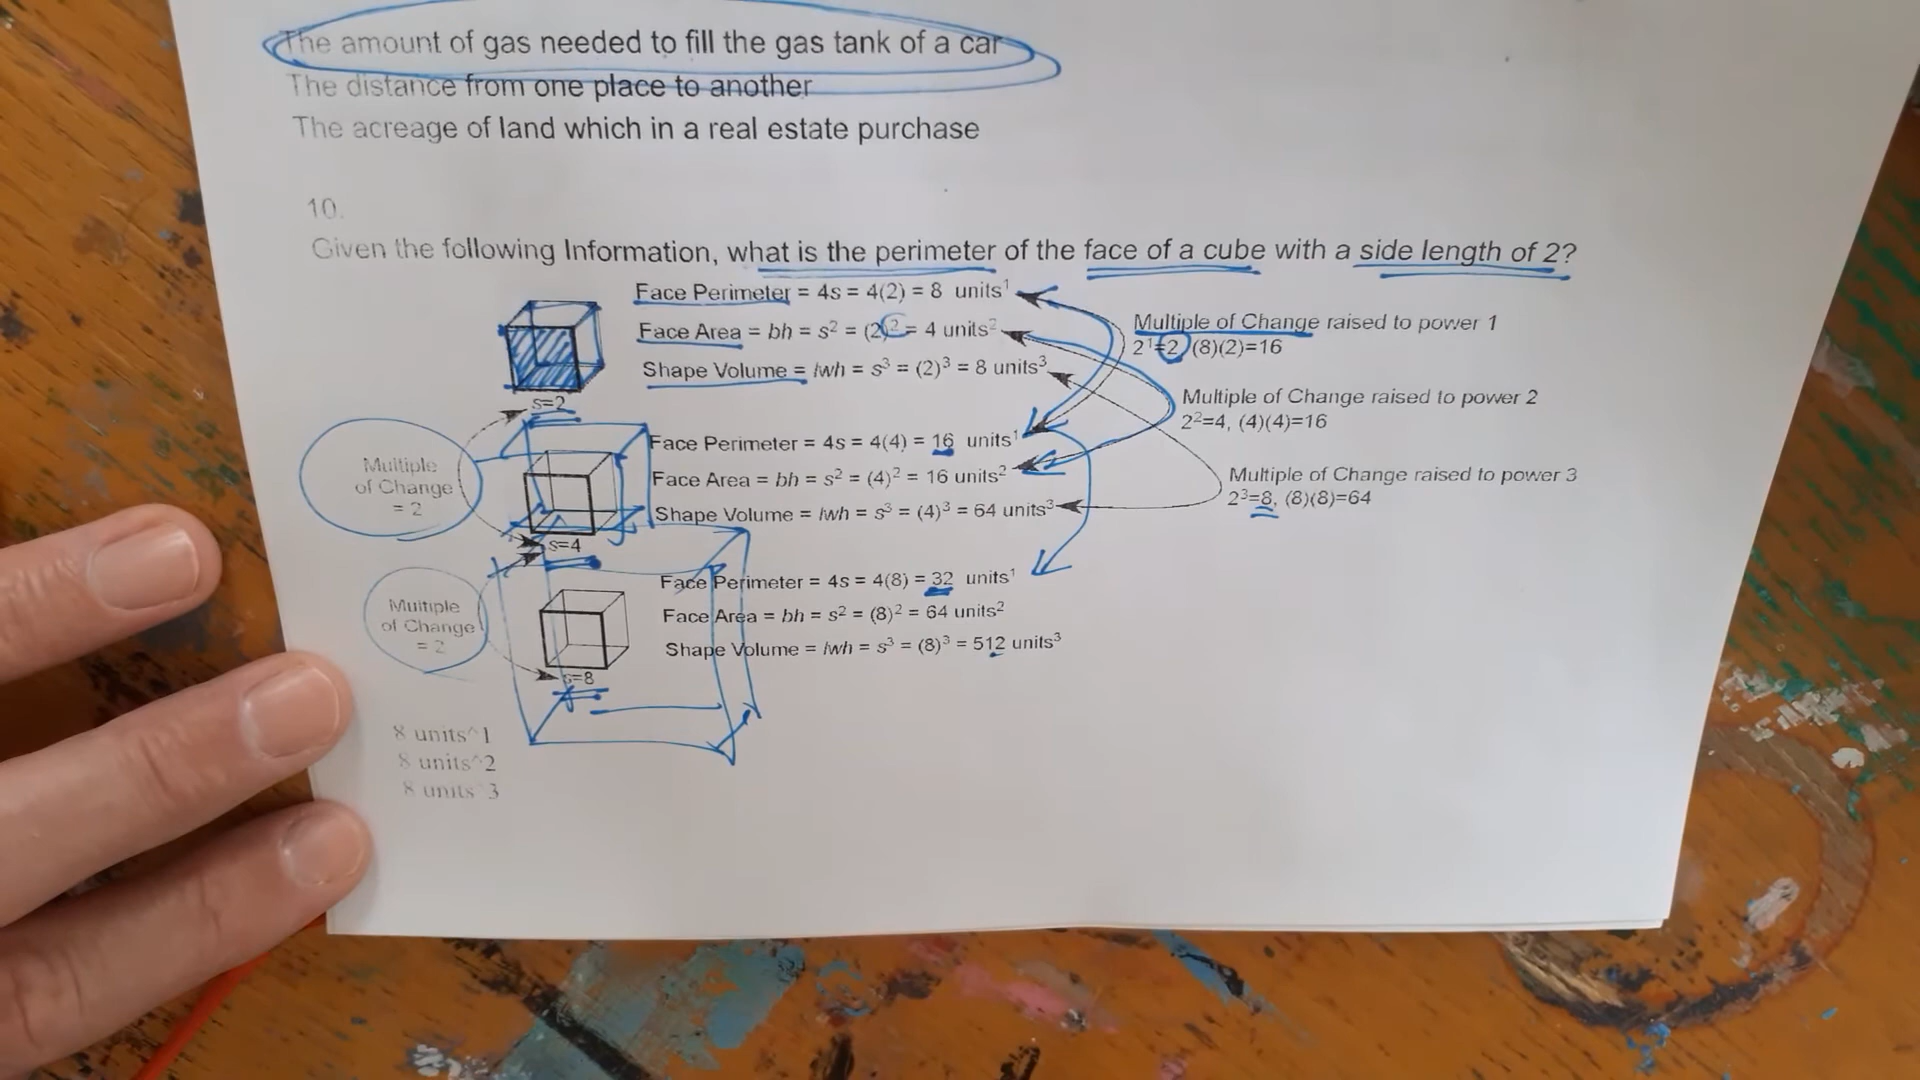 The amount of gas needed to fill the gas tank of a car
The distance from one place to another
The acreage of land which in a real estate purchase
10.
Given the following Information, what is the perimeter of the face of a cube with a side length of 2?
Face Perimeter = 4s = 4(2) = 8 units¹
Face Area = bh = s² = (2)² = 4 units²
Shape Volume = lwh = s³ = (2)³ = 8 units³
s=2
Multiple of Change raised to power 1
2¹=2, (8)(2)=16
Multiple of Change raised to power 2
2²=4, (4)(4)=16
Multiple of Change raised to power 3
2³=8, (8)(8)=64
Multiple
of Change
= 2
Face Perimeter = 4s = 4(4) = 16 units¹
Face Area = bh = s² = (4)² = 16 units²
Shape Volume = lwh = s³ = (4)³ = 64 units³
s=4
Multiple
of Change
= 2
Face Perimeter = 4s = 4(8) = 32 units¹
Face Area = bh = s² = (8)² = 64 units²
Shape Volume = lwh = s³ = (8)³ = 512 units³
s=8
8 units^1
8 units^2
8 units^3